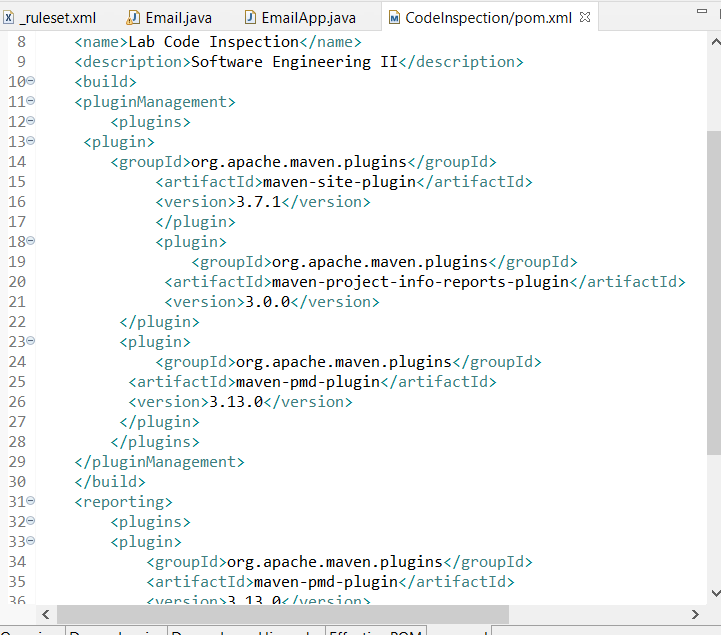 _ruleset.xml Email.java EmailApp.java CodeInspection/pom.xml
8 <name>Lab Code Inspection</name>
9 <description>Software Engineering II</description>
10 <build>
11 <pluginManagement>
12 <plugins>
13 <plugin>
14 <groupId>org.apache.maven.plugins</groupId>
15 <artifactId>maven-site-plugin</artifactId>
16 <version>3.7.1</version>
17 </plugin>
18 <plugin>
19 <groupId>org.apache.maven.plugins</groupId>
20 <artifactId>maven-project-info-reports-plugin</artifactId>
21 <version>3.0.0</version>
22 </plugin>
23 <plugin>
24 <groupId>org.apache.maven.plugins</groupId>
25 <artifactId>maven-pmd-plugin</artifactId>
26 <version>3.13.0</version>
27 </plugin>
28 </plugins>
29 </pluginManagement>
30 </build>
31 <reporting>
32 <plugins>
33 <plugin>
34 <groupId>org.apache.maven.plugins</groupId>
35 <artifactId>maven-pmd-plugin</artifactId>
36 <version>3.13.0</version>